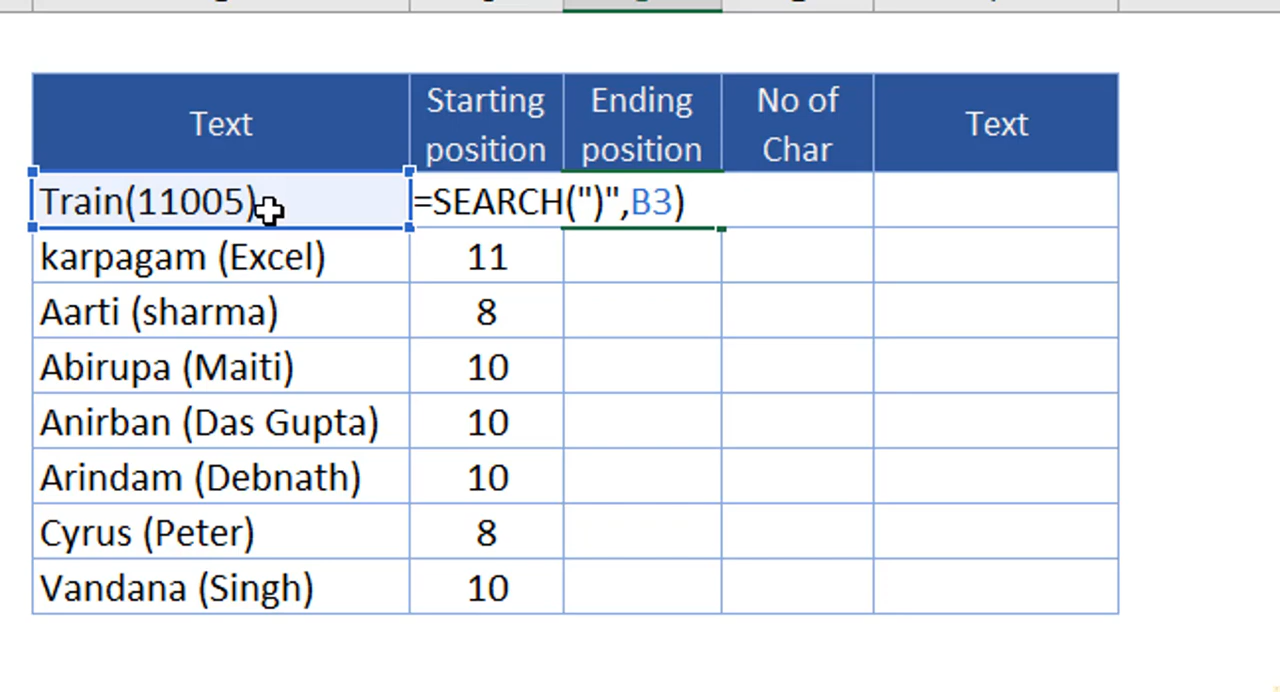 Text Starting position Ending position No of Char Text
Train(11005) =SEARCH(")",B3)
karpagam (Excel) 11
Aarti (sharma) 8
Abirupa (Maiti) 10
Anirban (Das Gupta) 10
Arindam (Debnath) 10
Cyrus (Peter) 8
Vandana (Singh) 10